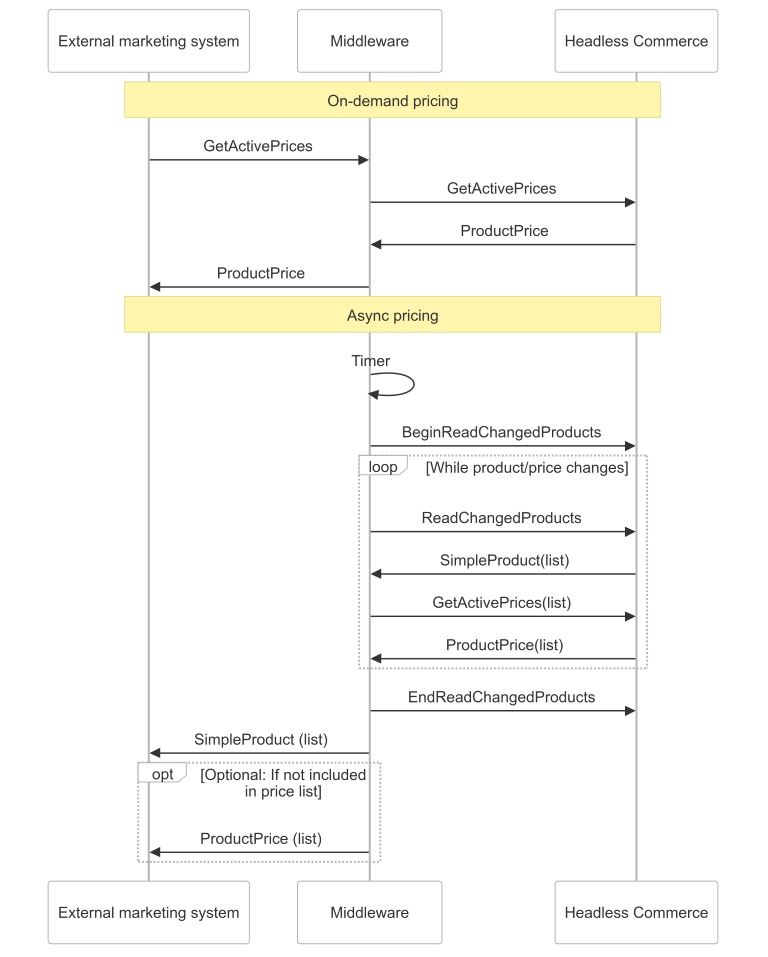 External marketing system
Middleware
Headless Commerce
On-demand pricing
GetActivePrices
GetActivePrices
ProductPrice
ProductPrice
Async pricing
Timer
BeginReadChangedProducts
loop
[While product/price changes]
ReadChangedProducts
SimpleProduct(list)
GetActivePrices(list)
ProductPrice(list)
EndReadChangedProducts
SimpleProduct (list)
opt
[Optional: If not included
in price list]
ProductPrice (list)
External marketing system
Middleware
Headless Commerce